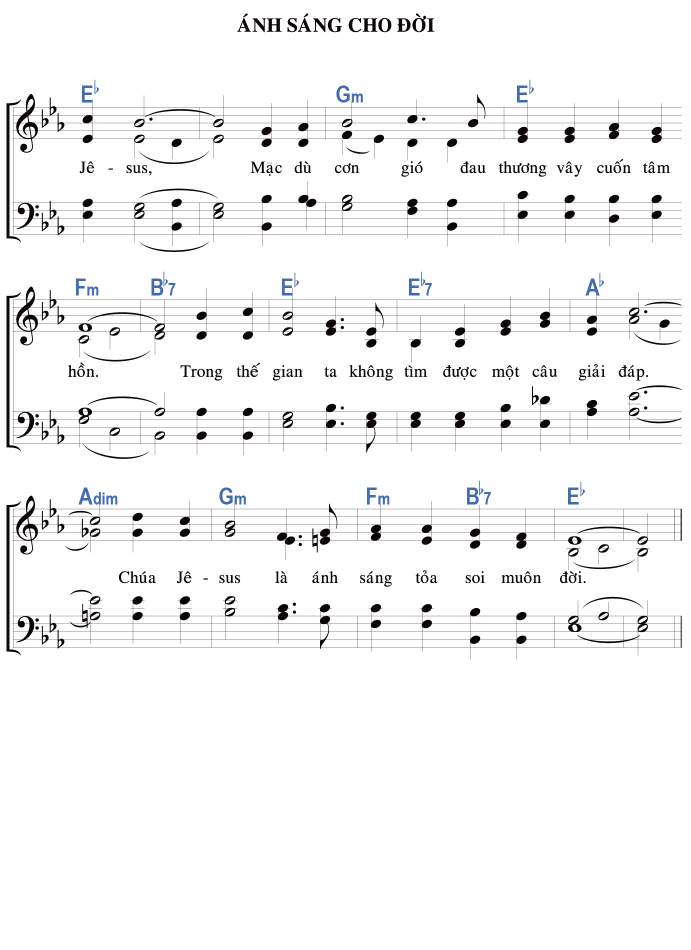 ÁNH SÁNG CHO ĐỜI
E♭ Gm E♭
Jê - sus, Mặc dù cơn gió đau thương vây cuốn tâm
Fm B♭7 E♭ E♭7 A♭
hồn. Trong thế gian ta không tìm được một câu giải đáp.
Adim Gm Fm B♭7 E♭
Chúa Jê - sus là ánh sáng tỏa soi muôn đời.